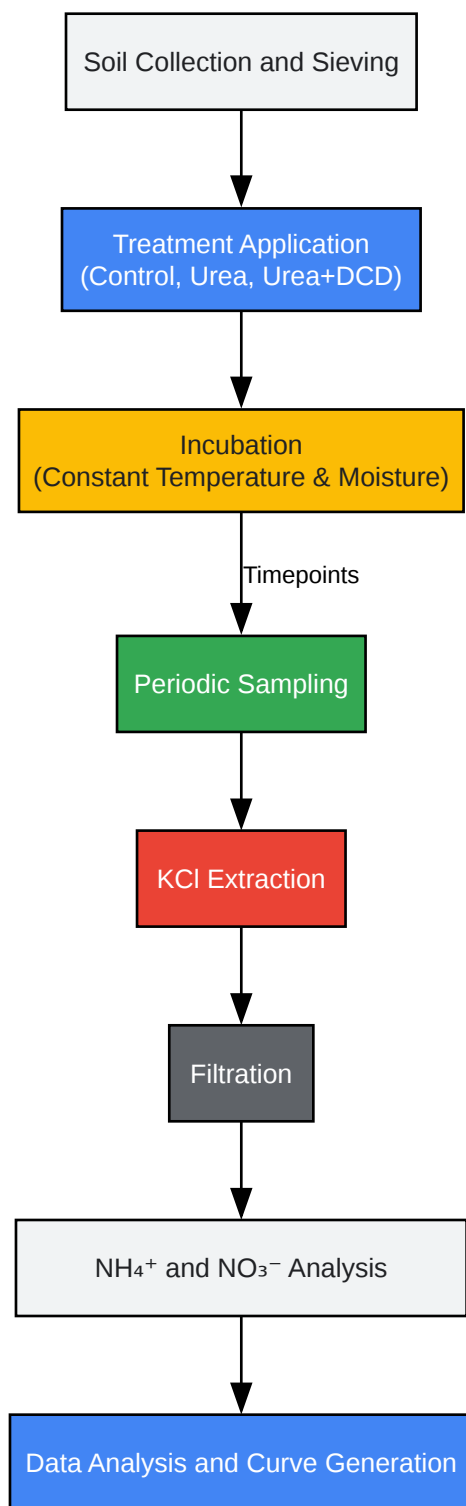 Soil Collection and Sieving
Treatment Application
(Control, Urea, Urea+DCD)
Incubation
(Constant Temperature & Moisture)
Timepoints
Periodic Sampling
KCl Extraction
Filtration
NH₄⁺ and NO₃⁻ Analysis
Data Analysis and Curve Generation